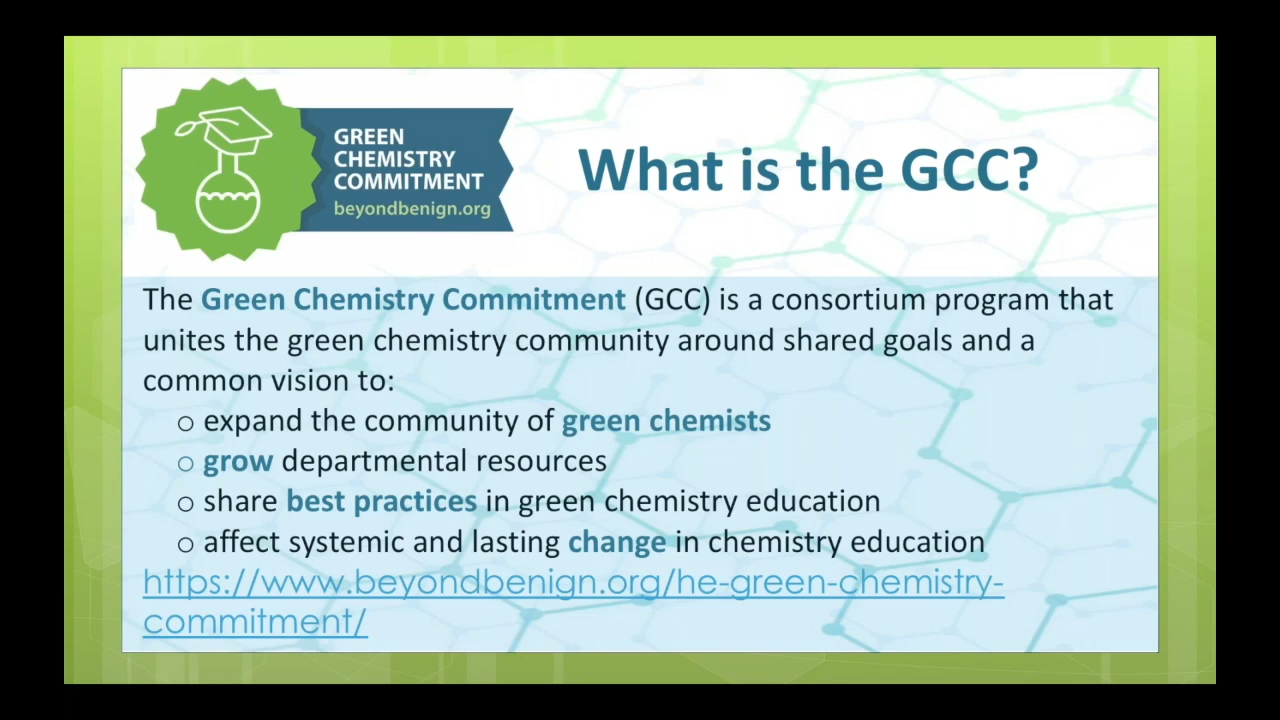 GREEN
CHEMISTRY
COMMITMENT
beyondbenign.org
What is the GCC?
The Green Chemistry Commitment (GCC) is a consortium program that
unites the green chemistry community around shared goals and a
common vision to:
o expand the community of green chemists
o grow departmental resources
o share best practices in green chemistry education
o affect systemic and lasting change in chemistry education
https://www.beyondbenign.org/he-green-chemistry-
commitment/